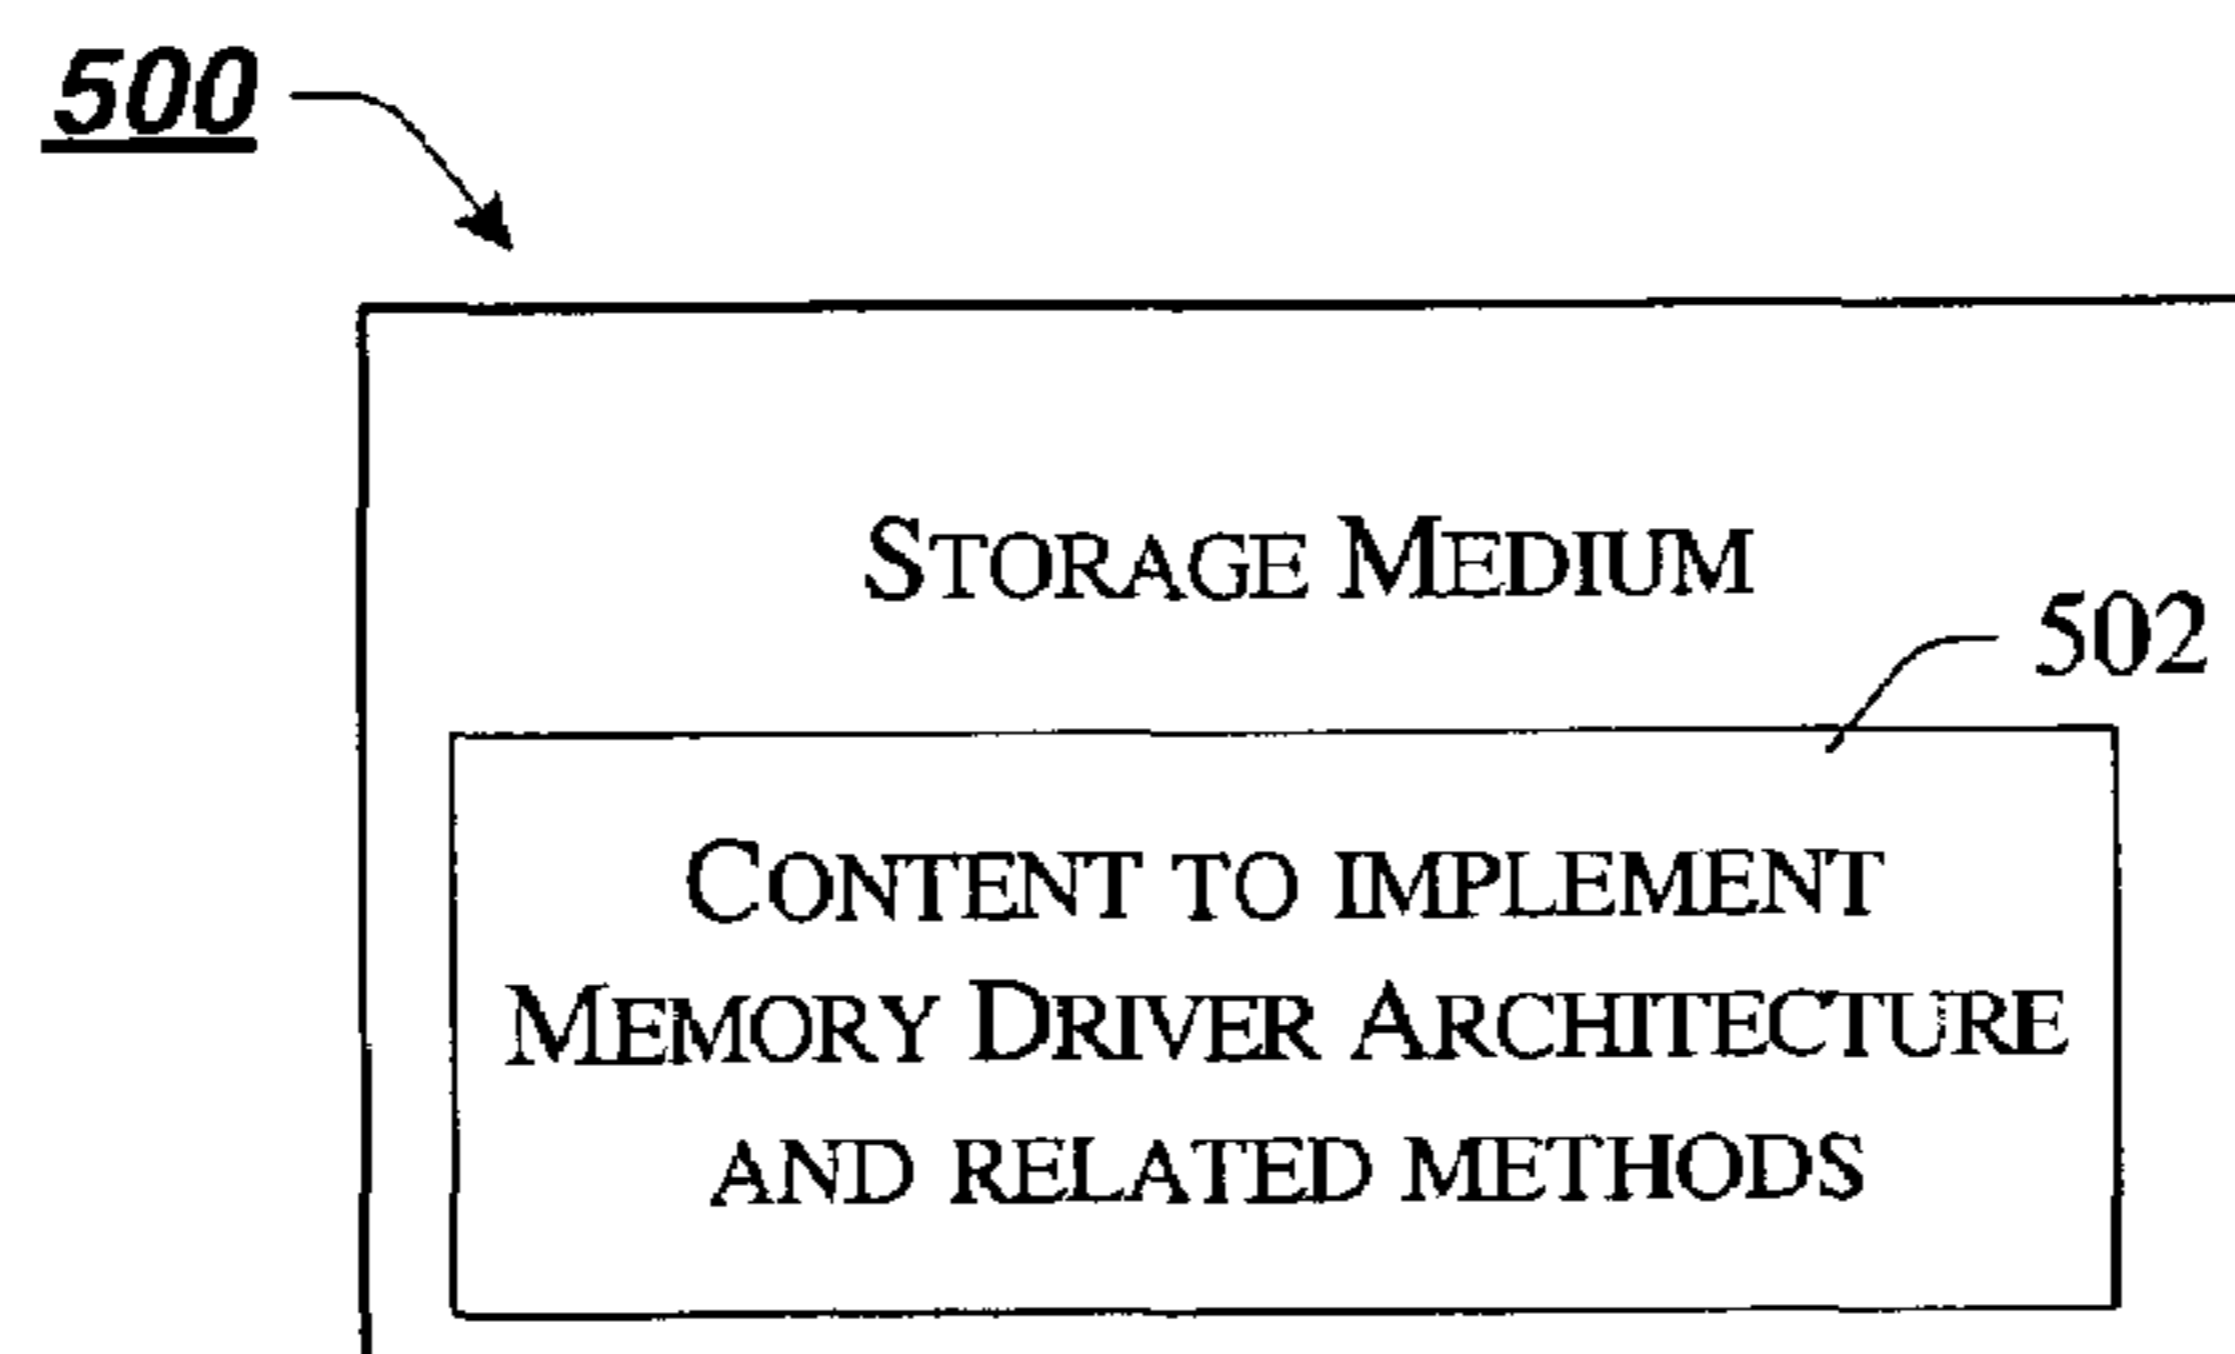 500
STORAGE MEDIUM
502
CONTENT TO IMPLEMENT
MEMORY DRIVER ARCHITECTURE
AND RELATED METHODS